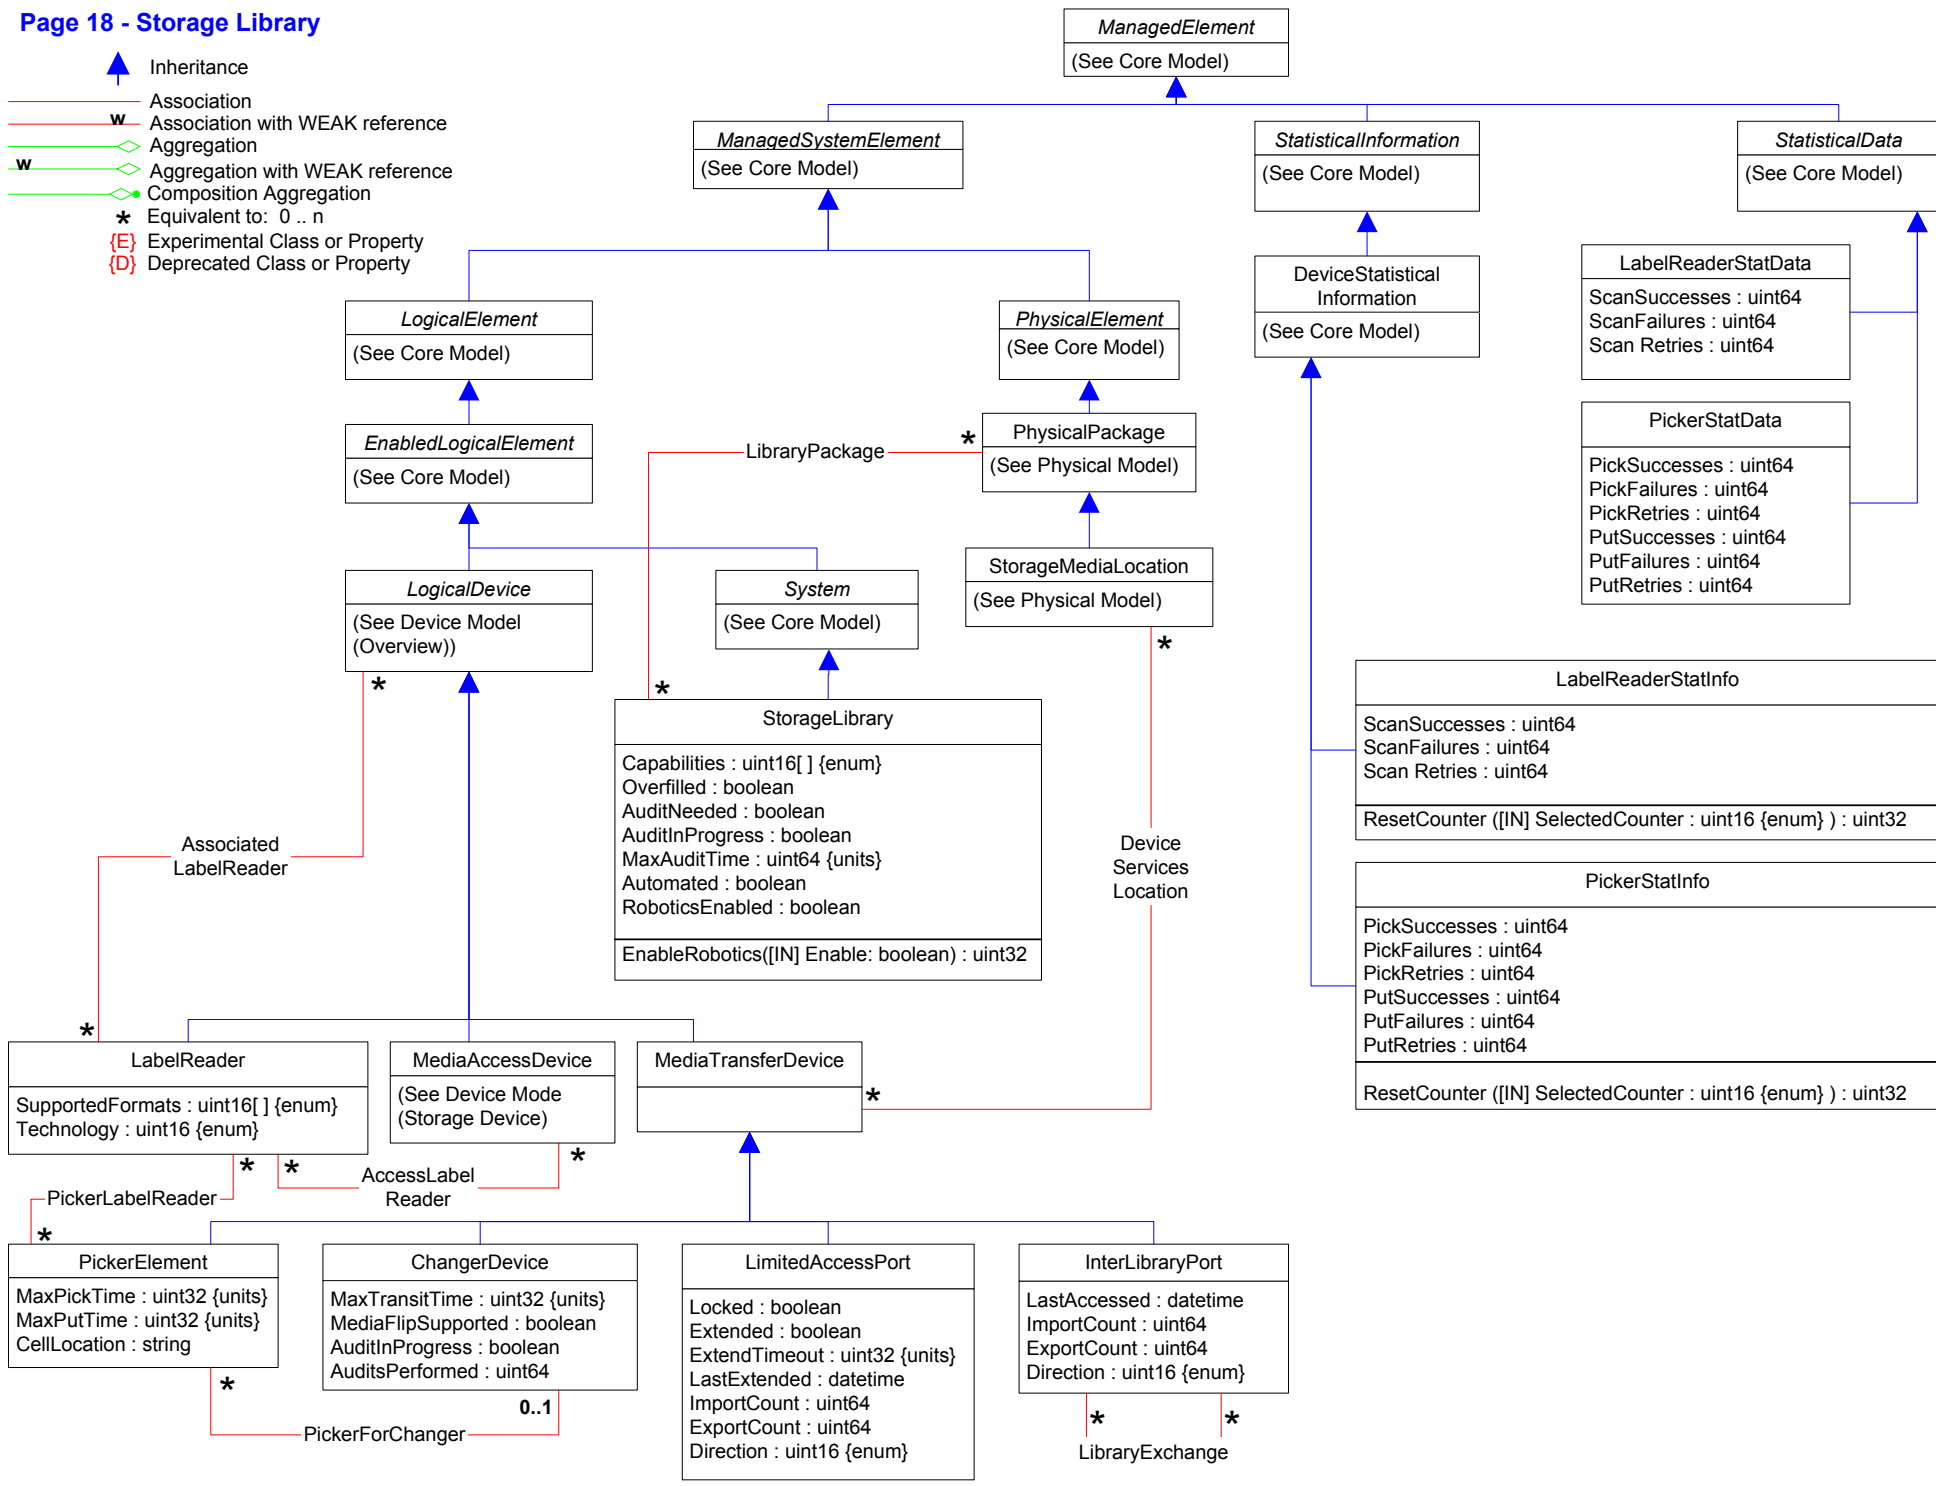 Page 18 - Storage Library
Inheritance
Association
w
Association with WEAK reference
Aggregation
w
Aggregation with WEAK reference
Composition Aggregation
* Equivalent to: 0 .. n
{E} Experimental Class or Property
{D} Deprecated Class or Property
ManagedElement
(See Core Model)
ManagedSystemElement
(See Core Model)
StatisticalInformation
(See Core Model)
StatisticalData
(See Core Model)
LogicalElement
(See Core Model)
PhysicalElement
(See Core Model)
DeviceStatistical
Information
(See Core Model)
LabelReaderStatData
ScanSuccesses : uint64
ScanFailures : uint64
Scan Retries : uint64
EnabledLogicalElement
(See Core Model)
LibraryPackage
*
*
PhysicalPackage
(See Physical Model)
PickerStatData
PickSuccesses : uint64
PickFailures : uint64
PickRetries : uint64
PutSuccesses : uint64
PutFailures : uint64
PutRetries : uint64
LogicalDevice
(See Device Model
(Overview))
System
(See Core Model)
StorageMediaLocation
(See Physical Model)
*
*
StorageLibrary
Capabilities : uint16[ ] {enum}
Overfilled : boolean
AuditNeeded : boolean
AuditInProgress : boolean
MaxAuditTime : uint64 {units}
Automated : boolean
RoboticsEnabled : boolean
EnableRobotics([IN] Enable: boolean) : uint32
Associated
LabelReader
*
Device
Services
Location
*
LabelReaderStatInfo
ScanSuccesses : uint64
ScanFailures : uint64
Scan Retries : uint64
ResetCounter ([IN] SelectedCounter : uint16 {enum} ) : uint32
PickerStatInfo
PickSuccesses : uint64
PickFailures : uint64
PickRetries : uint64
PutSuccesses : uint64
PutFailures : uint64
PutRetries : uint64
ResetCounter ([IN] SelectedCounter : uint16 {enum} ) : uint32
LabelReader
SupportedFormats : uint16[ ] {enum}
Technology : uint16 {enum}
MediaAccessDevice
(See Device Mode
(Storage Device)
MediaTransferDevice
* * *
AccessLabel
Reader
PickerLabelReader
*
PickerElement
MaxPickTime : uint32 {units}
MaxPutTime : uint32 {units}
CellLocation : string
ChangerDevice
MaxTransitTime : uint32 {units}
MediaFlipSupported : boolean
AuditInProgress : boolean
AuditsPerformed : uint64
LimitedAccessPort
Locked : boolean
Extended : boolean
ExtendTimeout : uint32 {units}
LastExtended : datetime
ImportCount : uint64
ExportCount : uint64
Direction : uint16 {enum}
InterLibraryPort
LastAccessed : datetime
ImportCount : uint64
ExportCount : uint64
Direction : uint16 {enum}
*
0..1
PickerForChanger
* *
LibraryExchange